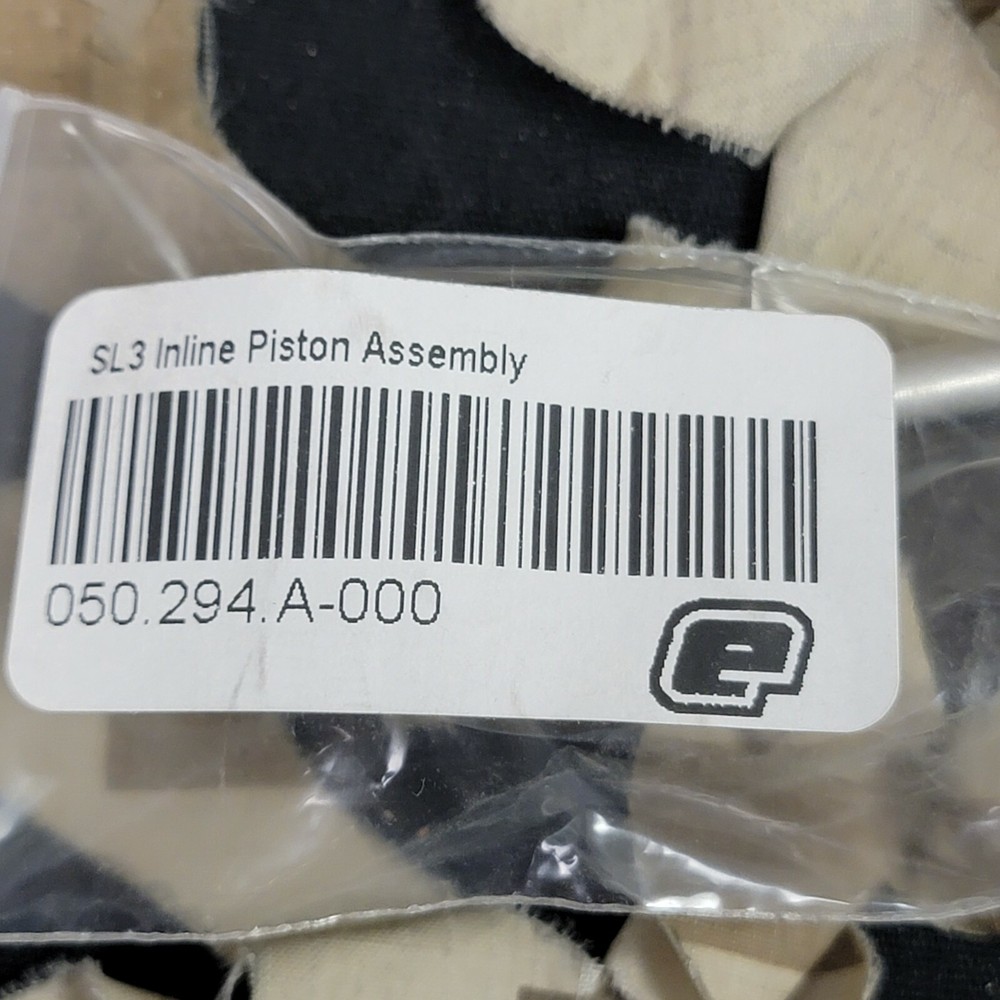 SL3 Inline Piston Assembly
050.294.A-000
e